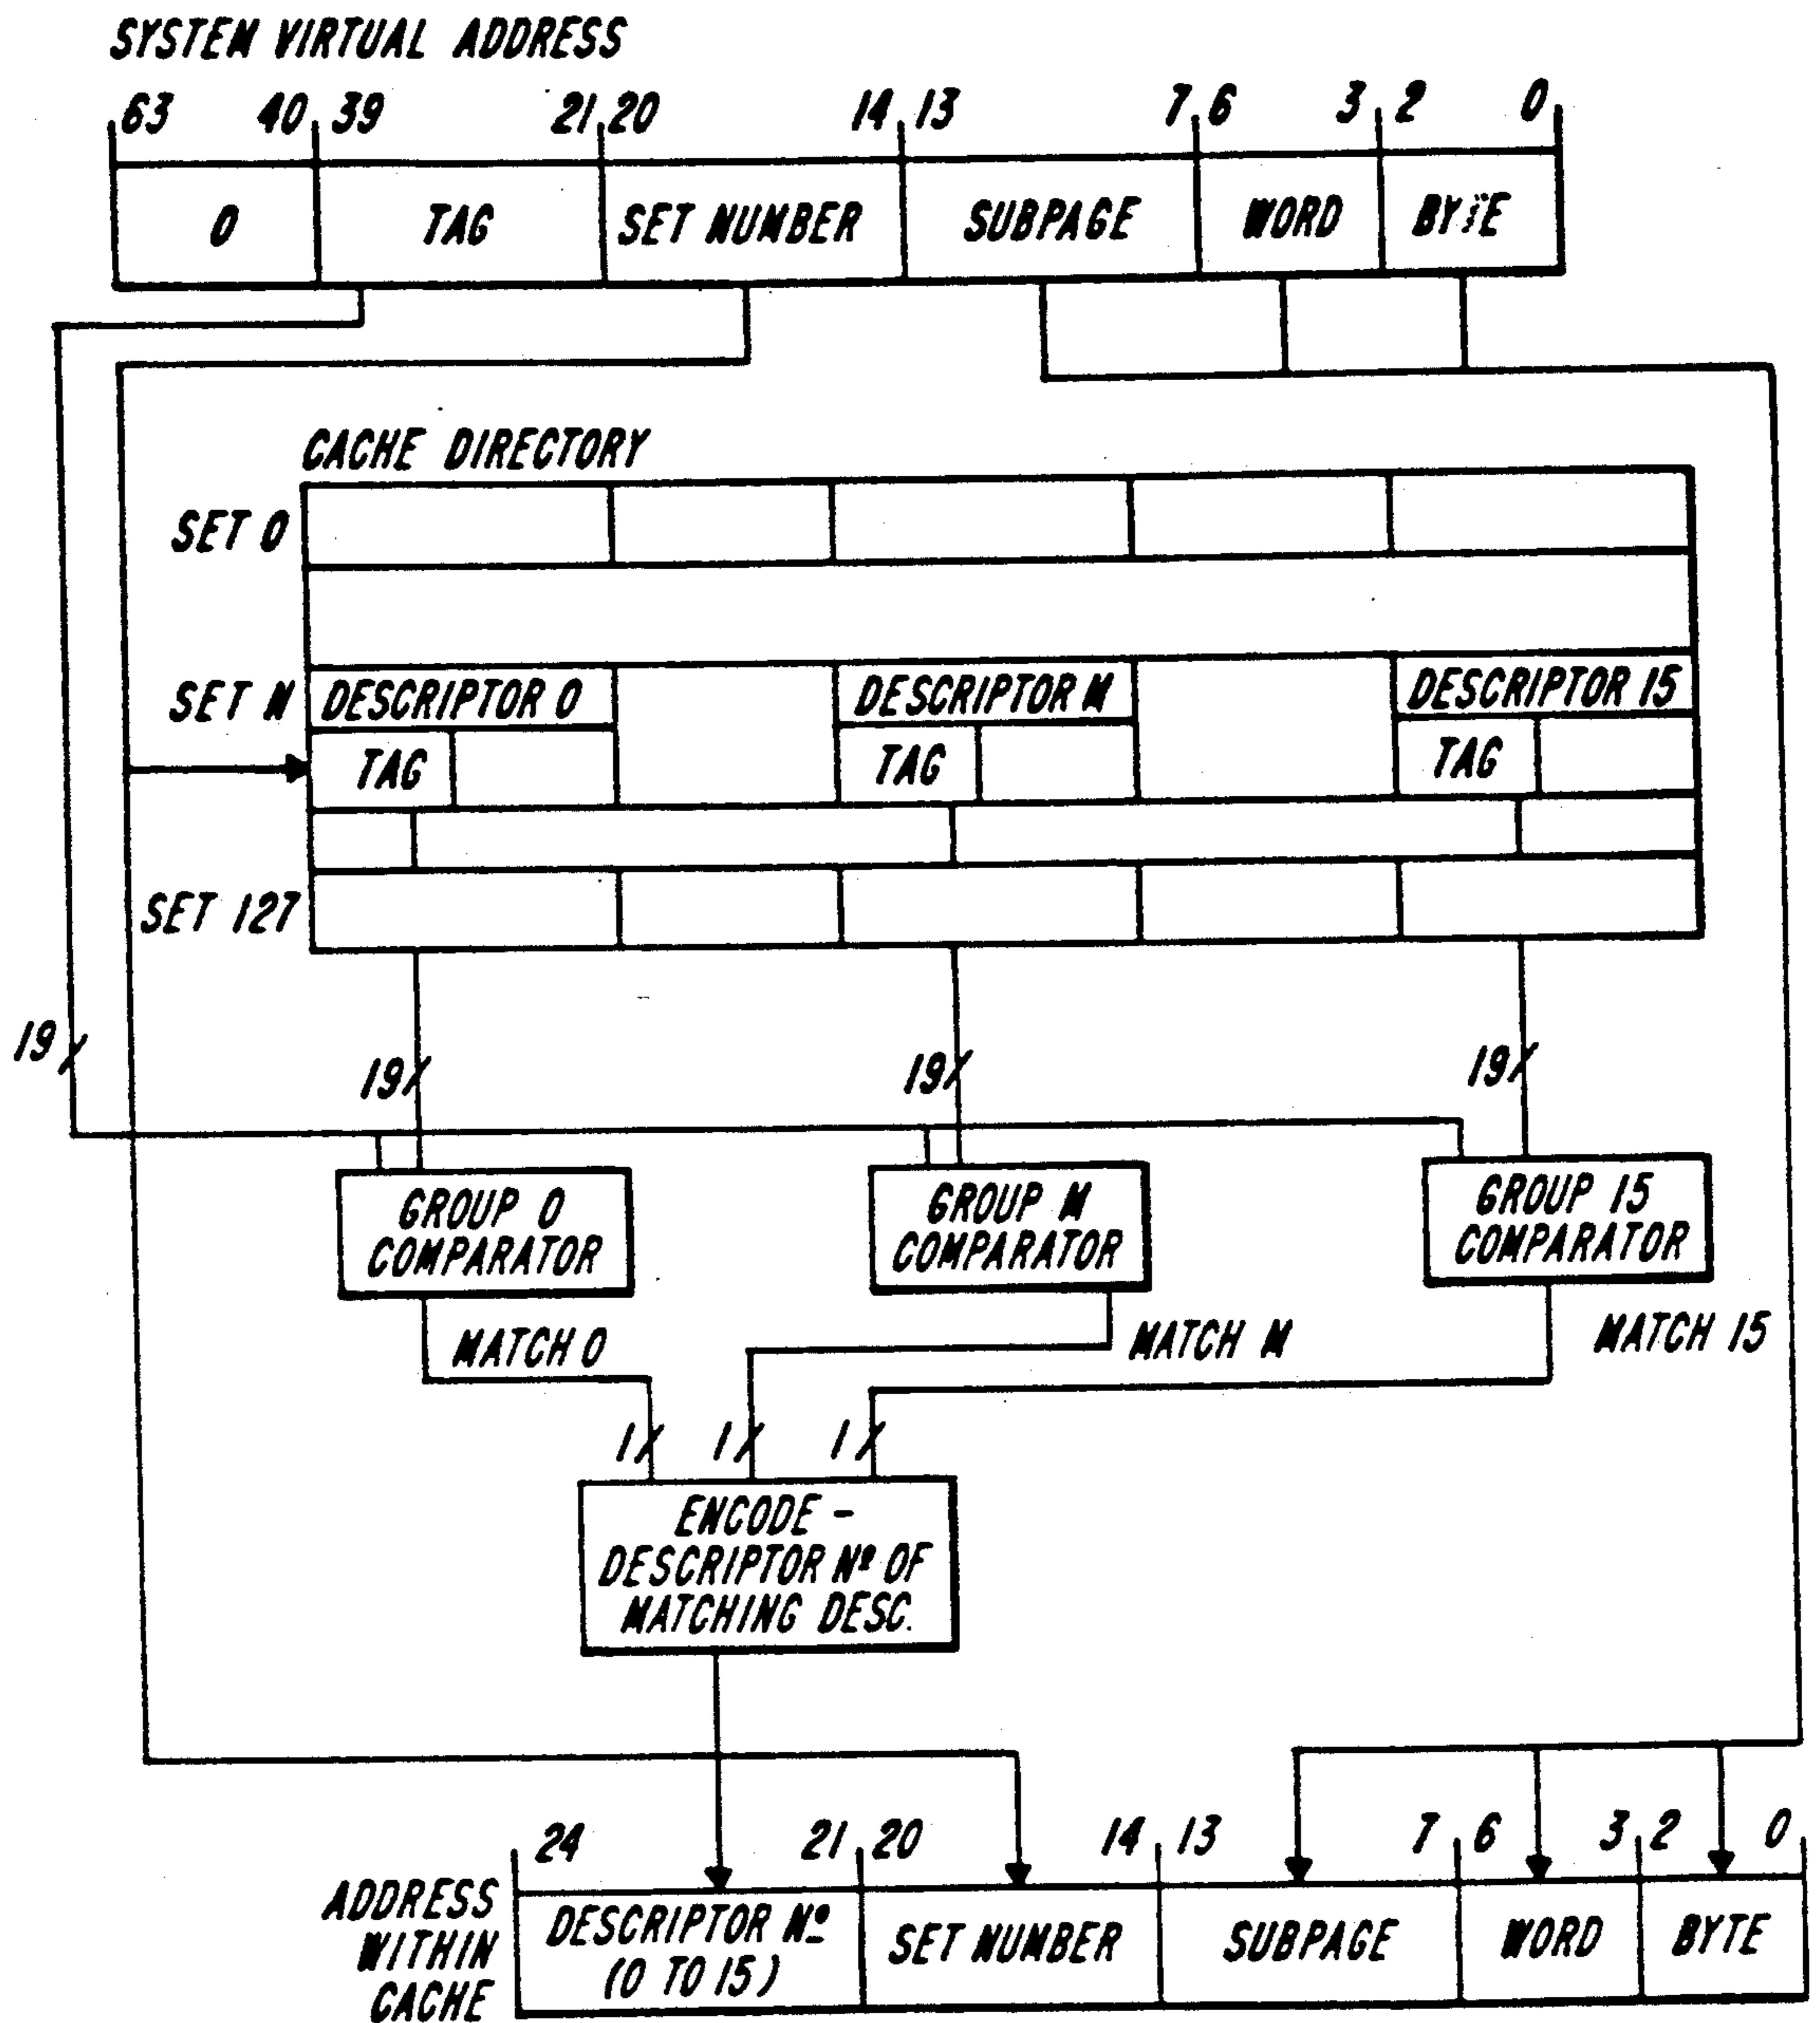 SYSTEM VIRTUAL ADDRESS
63 40 39 21 20 14 13 7 6 3 2 0
0 TAG SET NUMBER SUBPAGE WORD BYTE
CACHE DIRECTORY
SET 0
SET N DESCRIPTOR 0 DESCRIPTOR M DESCRIPTOR 15
TAG TAG TAG
SET 127
19 19 19 19
GROUP 0
COMPARATOR
GROUP M
COMPARATOR
GROUP 15
COMPARATOR
MATCH 0 MATCH M MATCH 15
1 1 1
ENCODE -
DESCRIPTOR Nº OF
MATCHING DESC.
24 21 20 14 13 7 6 3 2 0
ADDRESS
WITHIN
CACHE
DESCRIPTOR Nº
(0 TO 15)
SET NUMBER SUBPAGE WORD BYTE